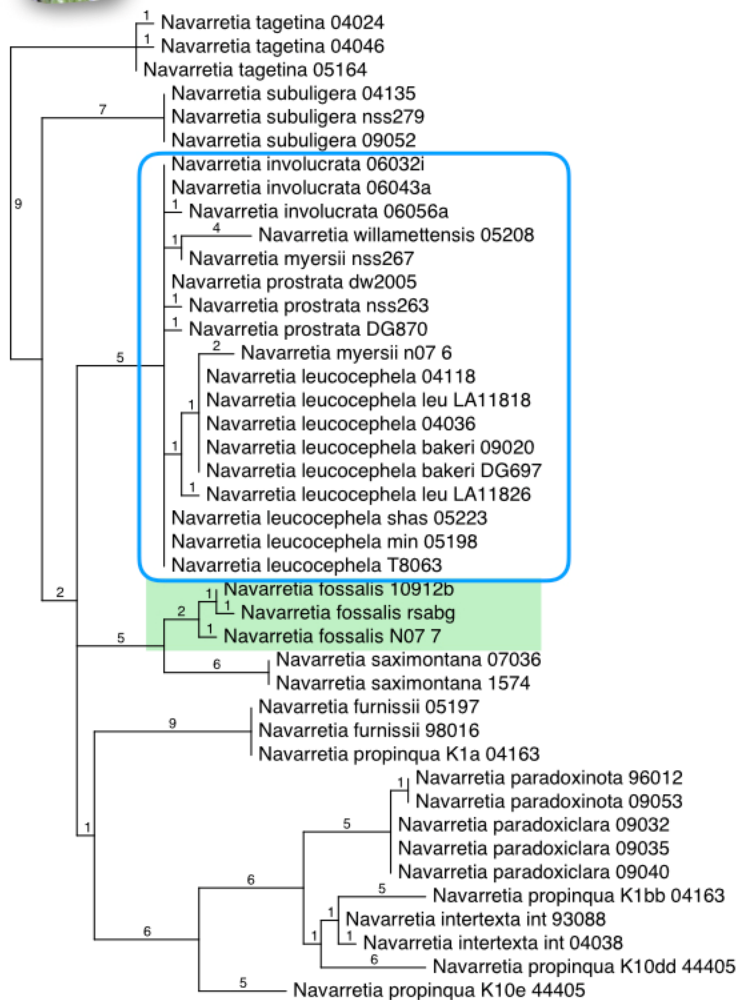 1 Navarretia tagetina 04024
1 Navarretia tagetina 04046
Navarretia tagetina 05164
Navarretia subuligera 04135
7 Navarretia subuligera nss279
Navarretia subuligera 09052
Navarretia involucrata 06032i
Navarretia involucrata 06043a
9 1 Navarretia involucrata 06056a
4 Navarretia willamettensis 05208
1 Navarretia myersii nss267
Navarretia prostrata dw2005
1 Navarretia prostrata nss263
1 Navarretia prostrata DG870
5 2 Navarretia myersii n07 6
Navarretia leucocephela 04118
1 Navarretia leucocephela leu LA11818
Navarretia leucocephela 04036
1 Navarretia leucocephela bakeri 09020
Navarretia leucocephela bakeri DG697
1 Navarretia leucocephela leu LA11826
Navarretia leucocephela shas 05223
Navarretia leucocephela min 05198
Navarretia leucocephela T8063
2 1 Navarretia fossalis 10912b
2 1 Navarretia fossalis rsabg
5 1 Navarretia fossalis N07 7
6 Navarretia saximontana 07036
Navarretia saximontana 1574
Navarretia furnissii 05197
9 Navarretia furnissii 98016
Navarretia propinqua K1a 04163
1 Navarretia paradoxinota 96012
Navarretia paradoxinota 09053
1 5 Navarretia paradoxiclara 09032
Navarretia paradoxiclara 09035
Navarretia paradoxiclara 09040
6 5 Navarretia propinqua K1bb 04163
1 Navarretia intertexta int 93088
6 1 1 Navarretia intertexta int 04038
6 Navarretia propinqua K10dd 44405
5 Navarretia propinqua K10e 44405